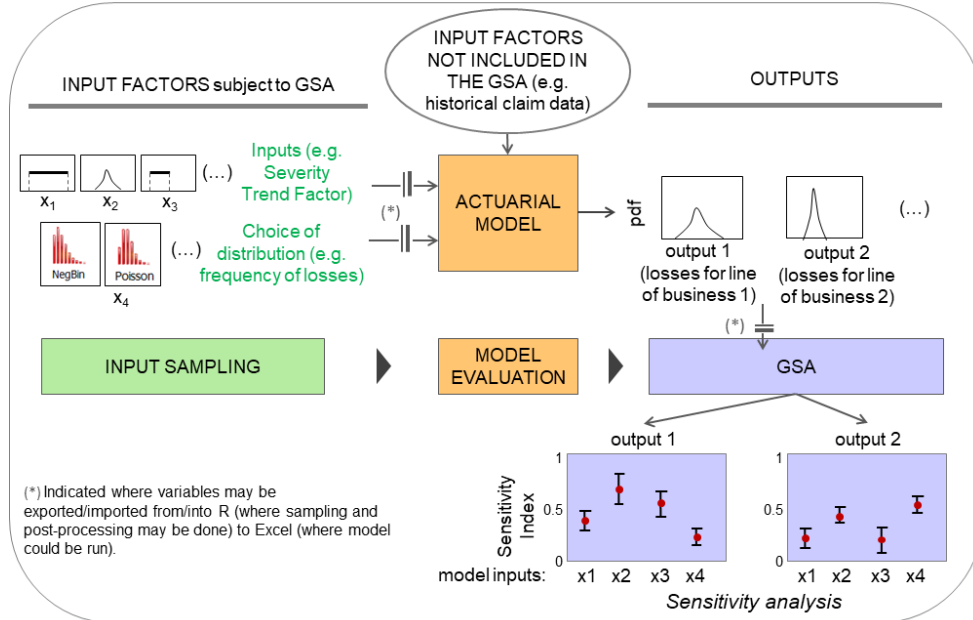 INPUT FACTORS
NOT INCLUDED IN
THE GSA (e.g.
historical claim data)
INPUT FACTORS subject to GSA
OUTPUTS
Inputs (e.g.
Severity
Trend Factor)
(...)
x1
x2
x3
(*)
ACTUARIAL
MODEL
pdf
(...)
output 1
(losses for line
of business 1)
output 2
(losses for line
of business 2)
NegBin
Poisson
(...)
x4
Choice of
distribution (e.g.
frequency of losses)
(*)
INPUT SAMPLING
MODEL
EVALUATION
GSA
output 1
output 2
Sensitivity
Index
1
0.5
0
1
0.5
0
model inputs:
x1
x2
x3
x4
x1
x2
x3
x4
Sensitivity analysis
(*) Indicated where variables may be
exported/imported from/into R (where sampling and
post-processing may be done) to Excel (where model
could be run).